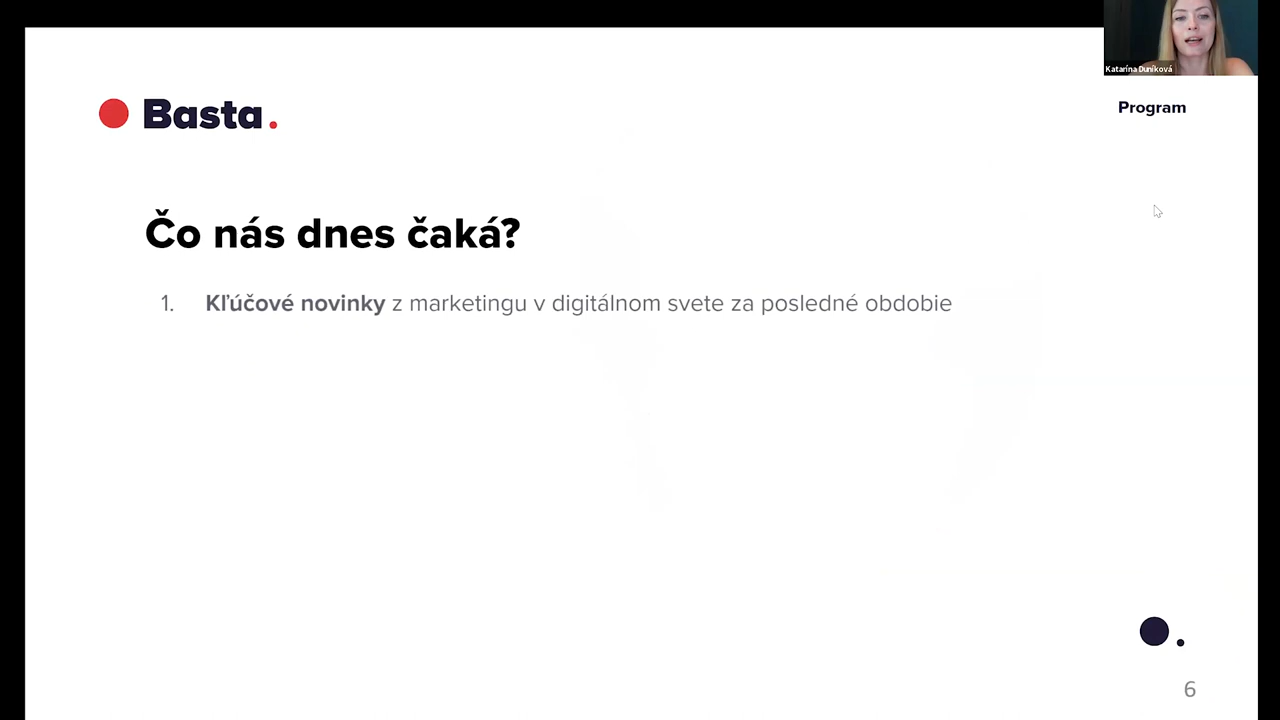 Katarína Duníková
Basta.
Program
Čo nás dnes čaká?
1. Kľúčové novinky z marketingu v digitálnom svete za posledné obdobie
6